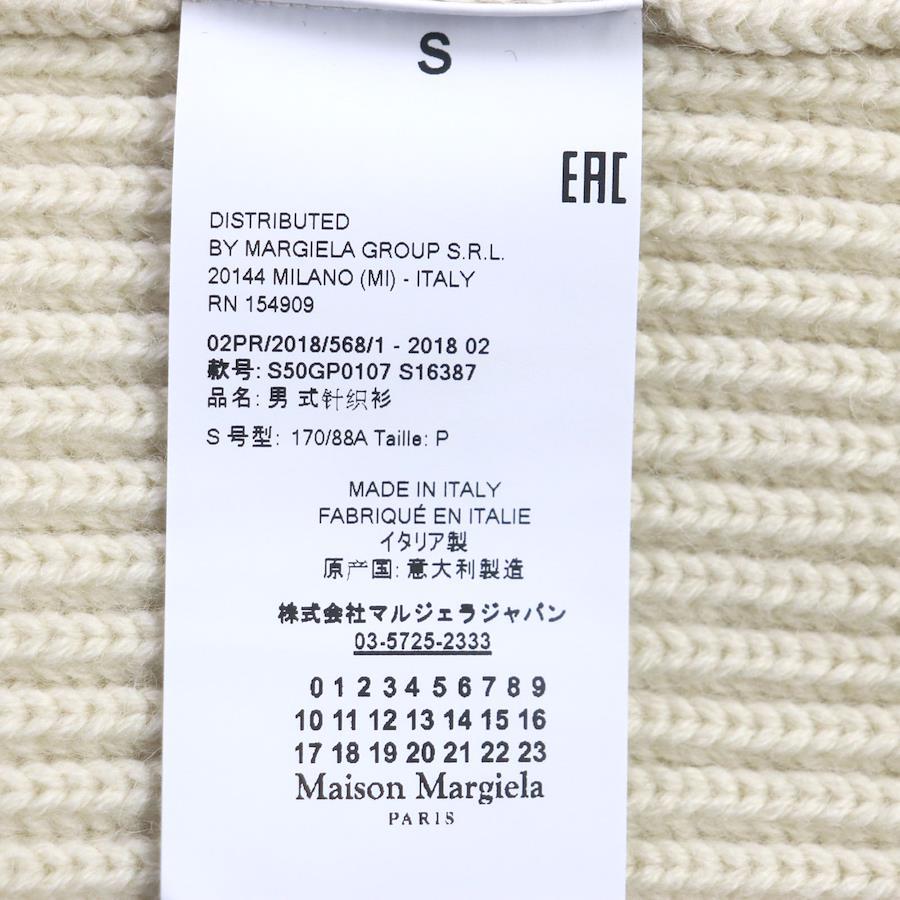 S
EAC
DISTRIBUTED
BY MARGIELA GROUP S.R.L.
20144 MILANO (MI) - ITALY
RN 154909
02PR/2018/568/1 - 2018 02
款号: S50GP0107 S16387
品名: 男 式针织衫
S 号型: 170/88A Taille: P
MADE IN ITALY
FABRIQUÉ EN ITALIE
イタリア製
原产国: 意大利製造
株式会社マルジェラジャパン
03-5725-2333
0 1 2 3 4 5 6 7 8 9
10 11 12 13 14 15 16
17 18 19 20 21 22 23
Maison Margiela
PARIS